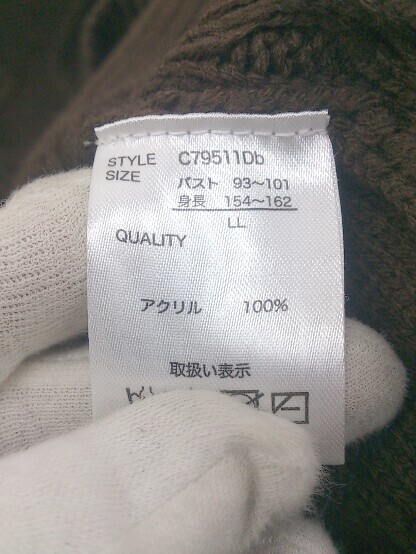 STYLE C79511Db
SIZE
バスト 93〜101
身長 154〜162
LL
QUALITY
アクリル 100%
取扱い表示